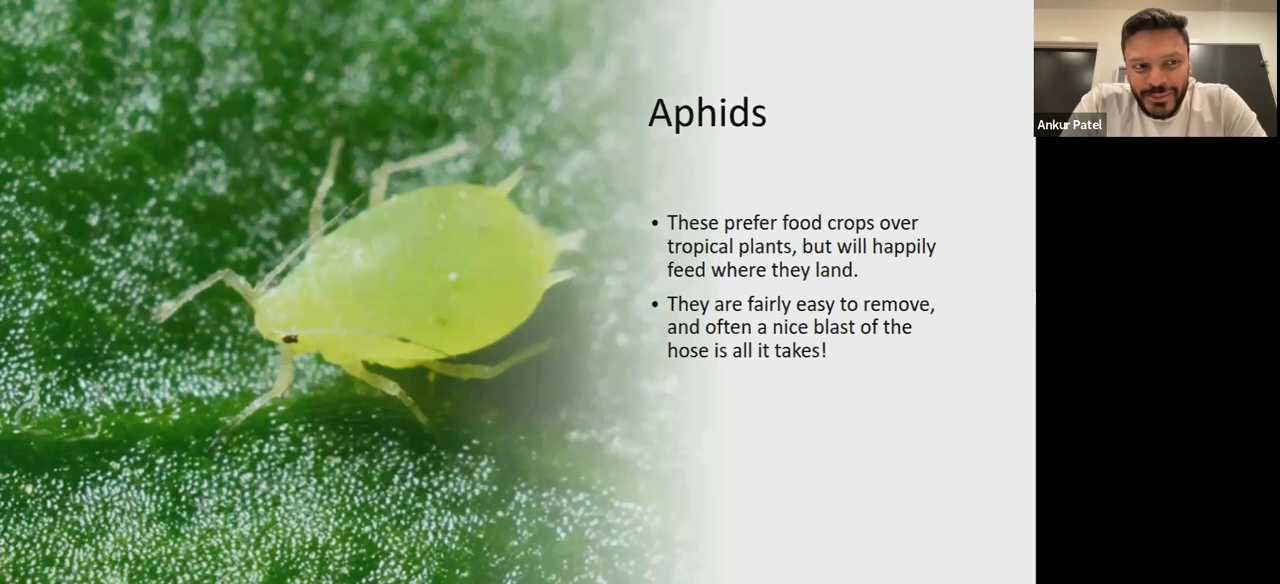 Aphids
• These prefer food crops over
tropical plants, but will happily
feed where they land.
• They are fairly easy to remove,
and often a nice blast of the
hose is all it takes!
Ankur Patel